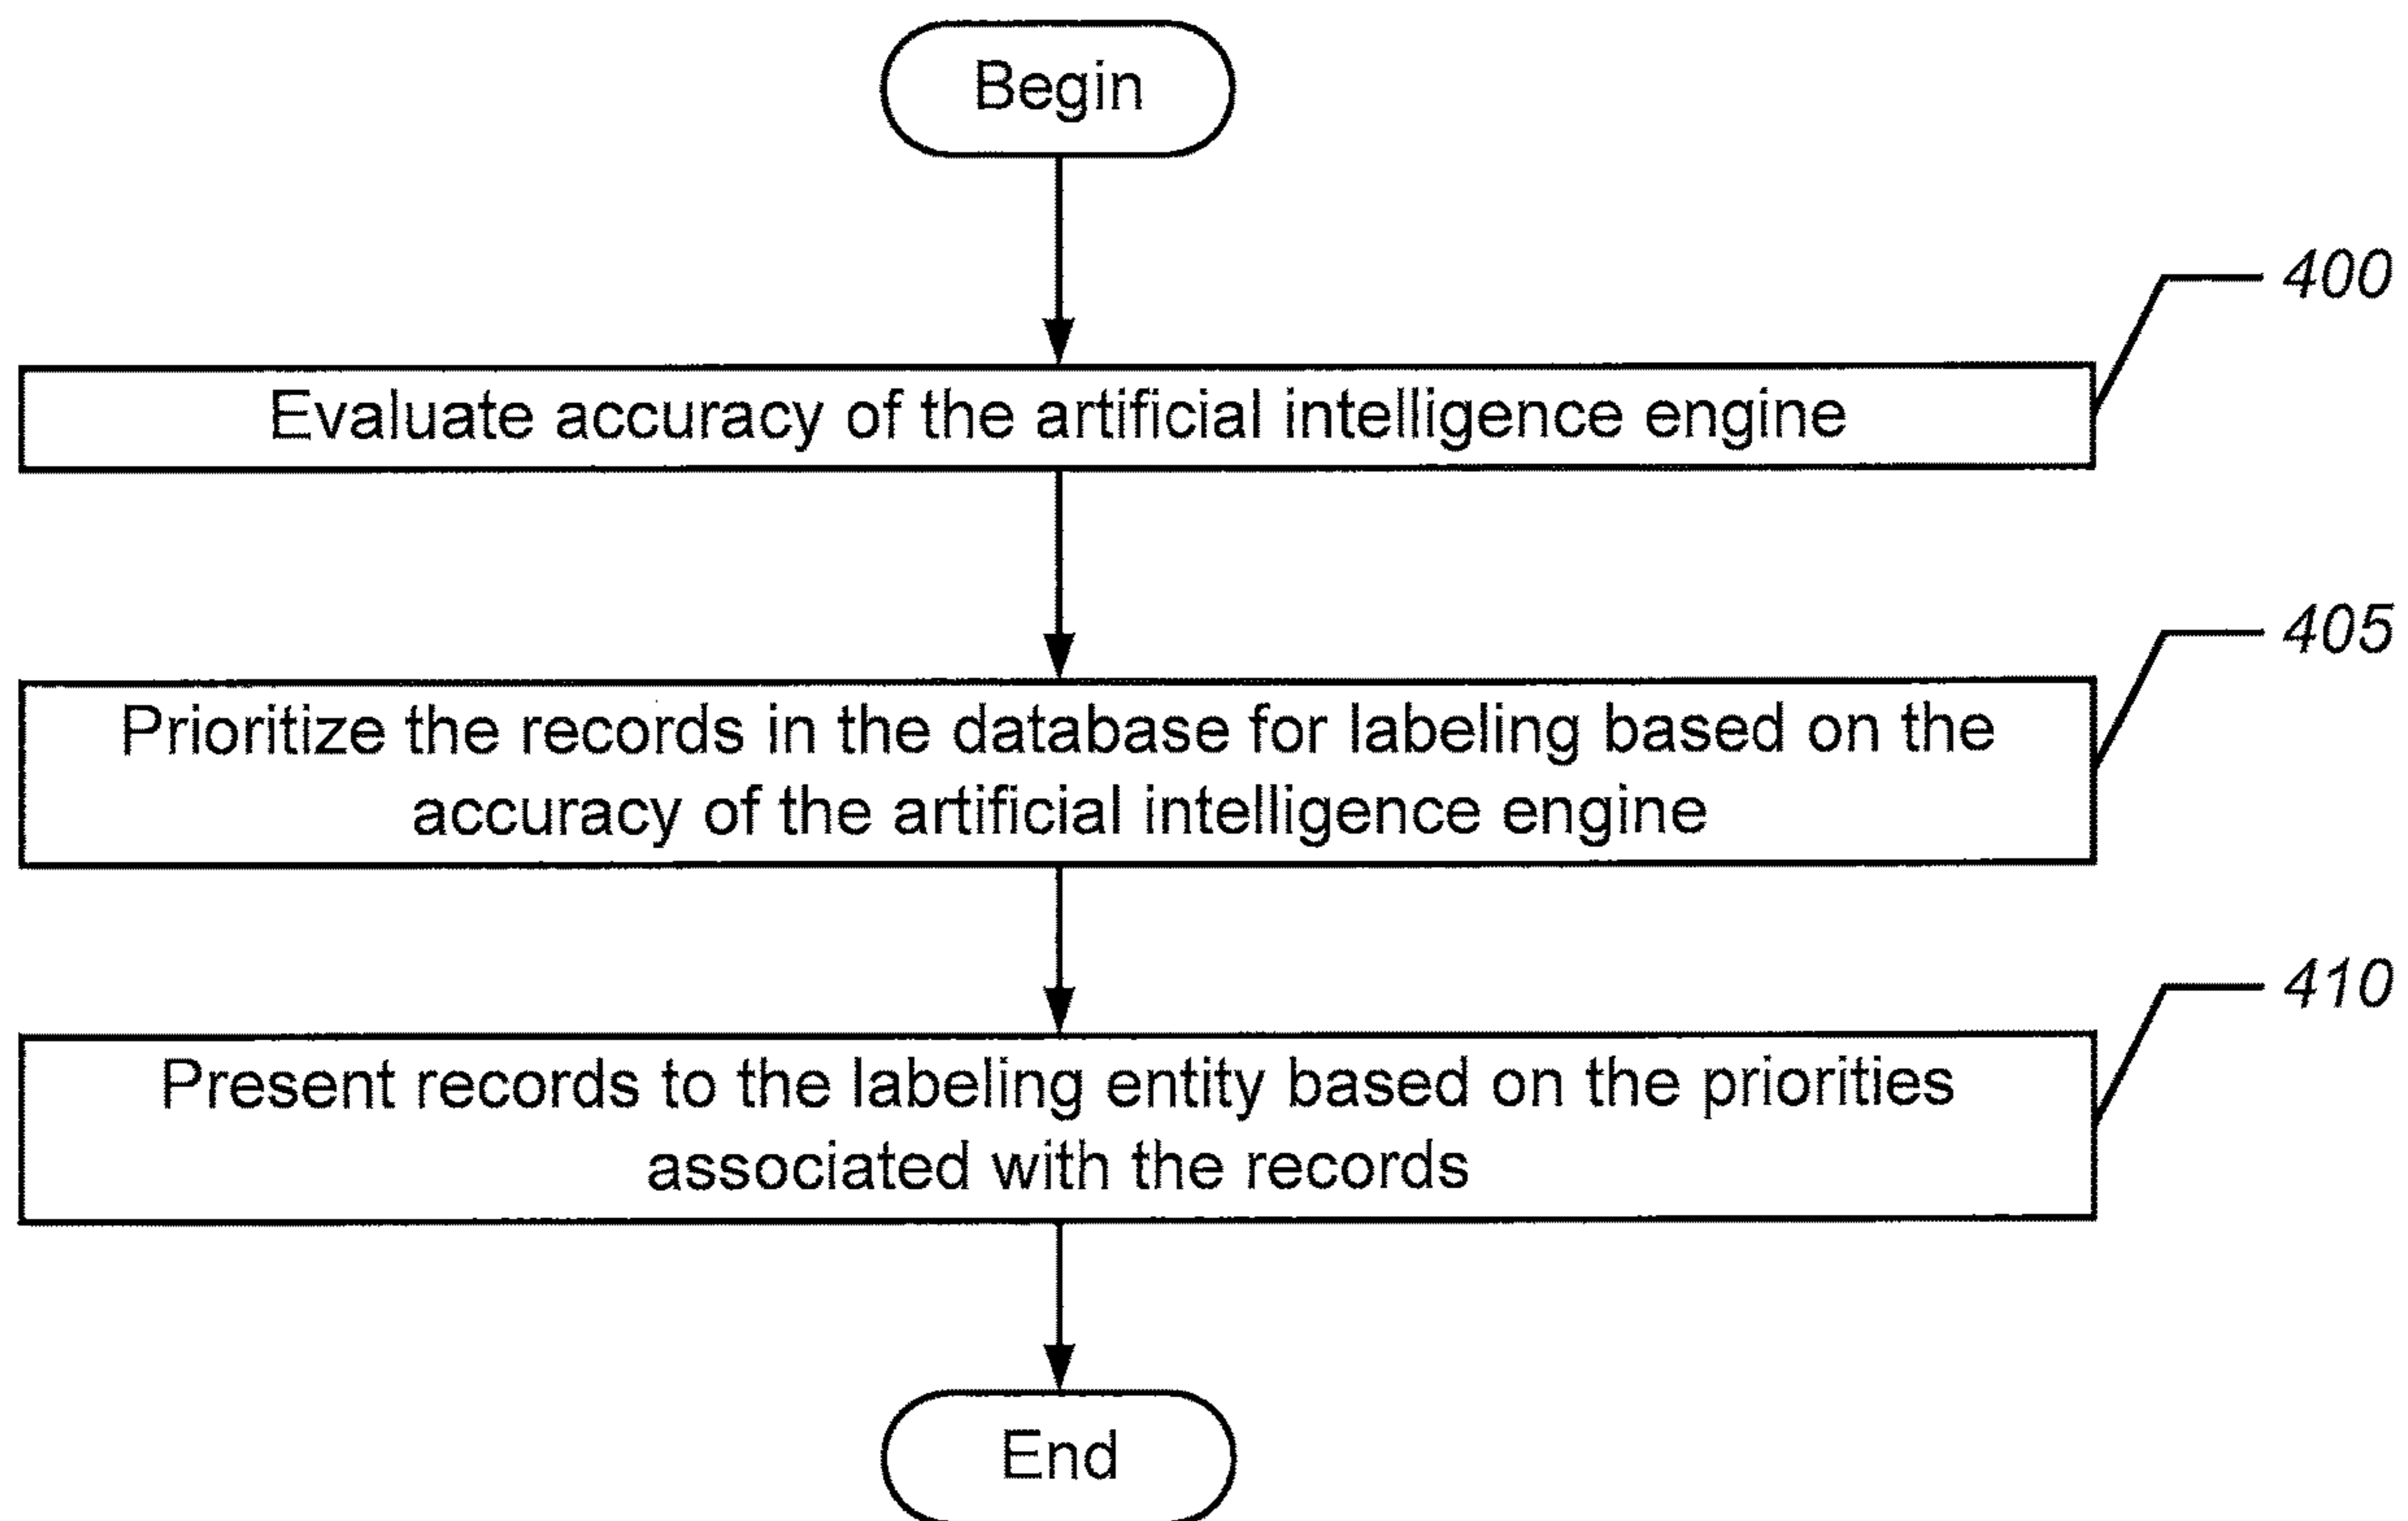 Begin
400
Evaluate accuracy of the artificial intelligence engine
405
Prioritize the records in the database for labeling based on the
accuracy of the artificial intelligence engine
410
Present records to the labeling entity based on the priorities
associated with the records
End